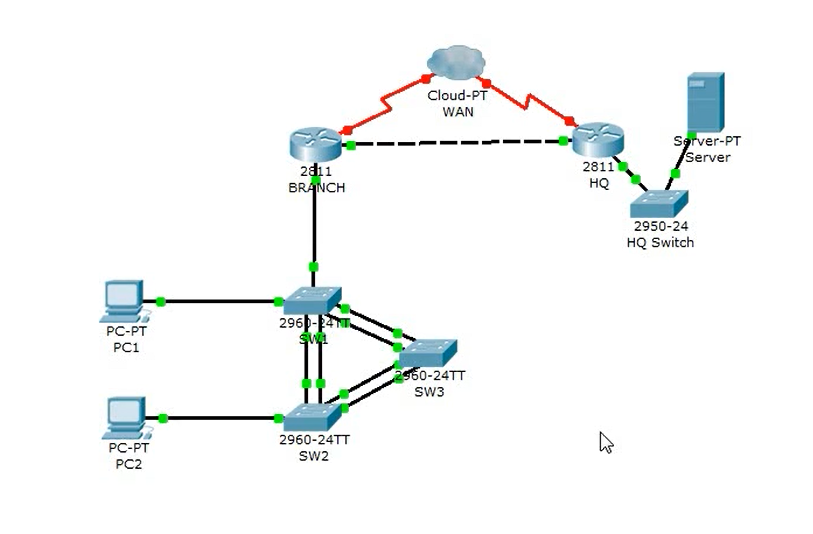 Cloud-PT
WAN
Server-PT
Server
2811
BRANCH
2811
HQ
2950-24
HQ Switch
PC-PT
PC1
2960-24TT
SW1
2960-24TT
SW3
PC-PT
PC2
2960-24TT
SW2